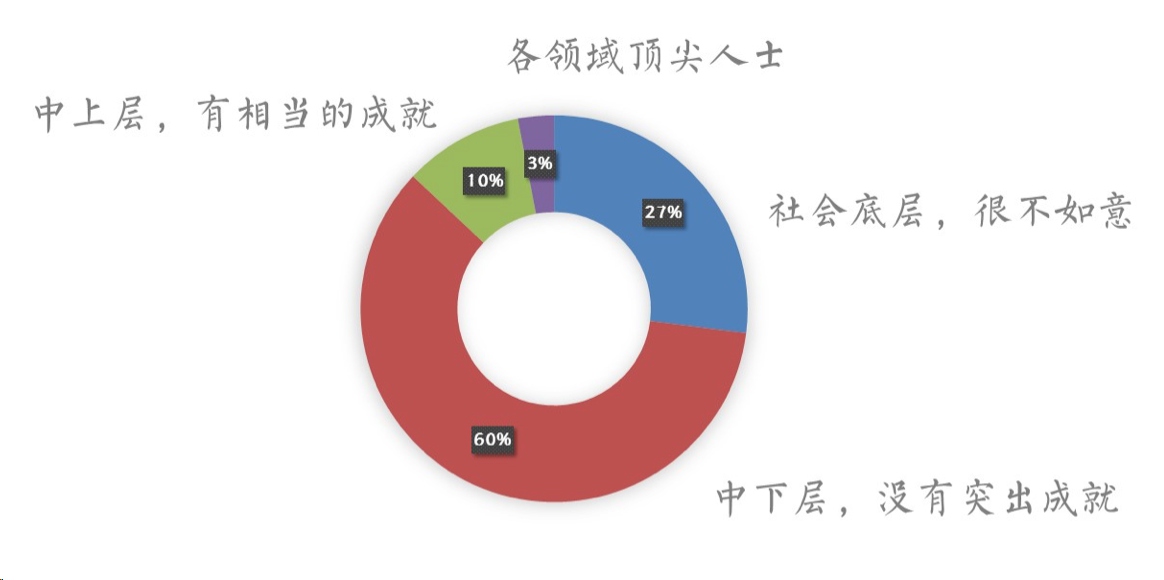 各领域顶尖人士
中上层，有相当的成就
3%
10%
27%
社会底层，很不如意
60%
中下层，没有突出成就